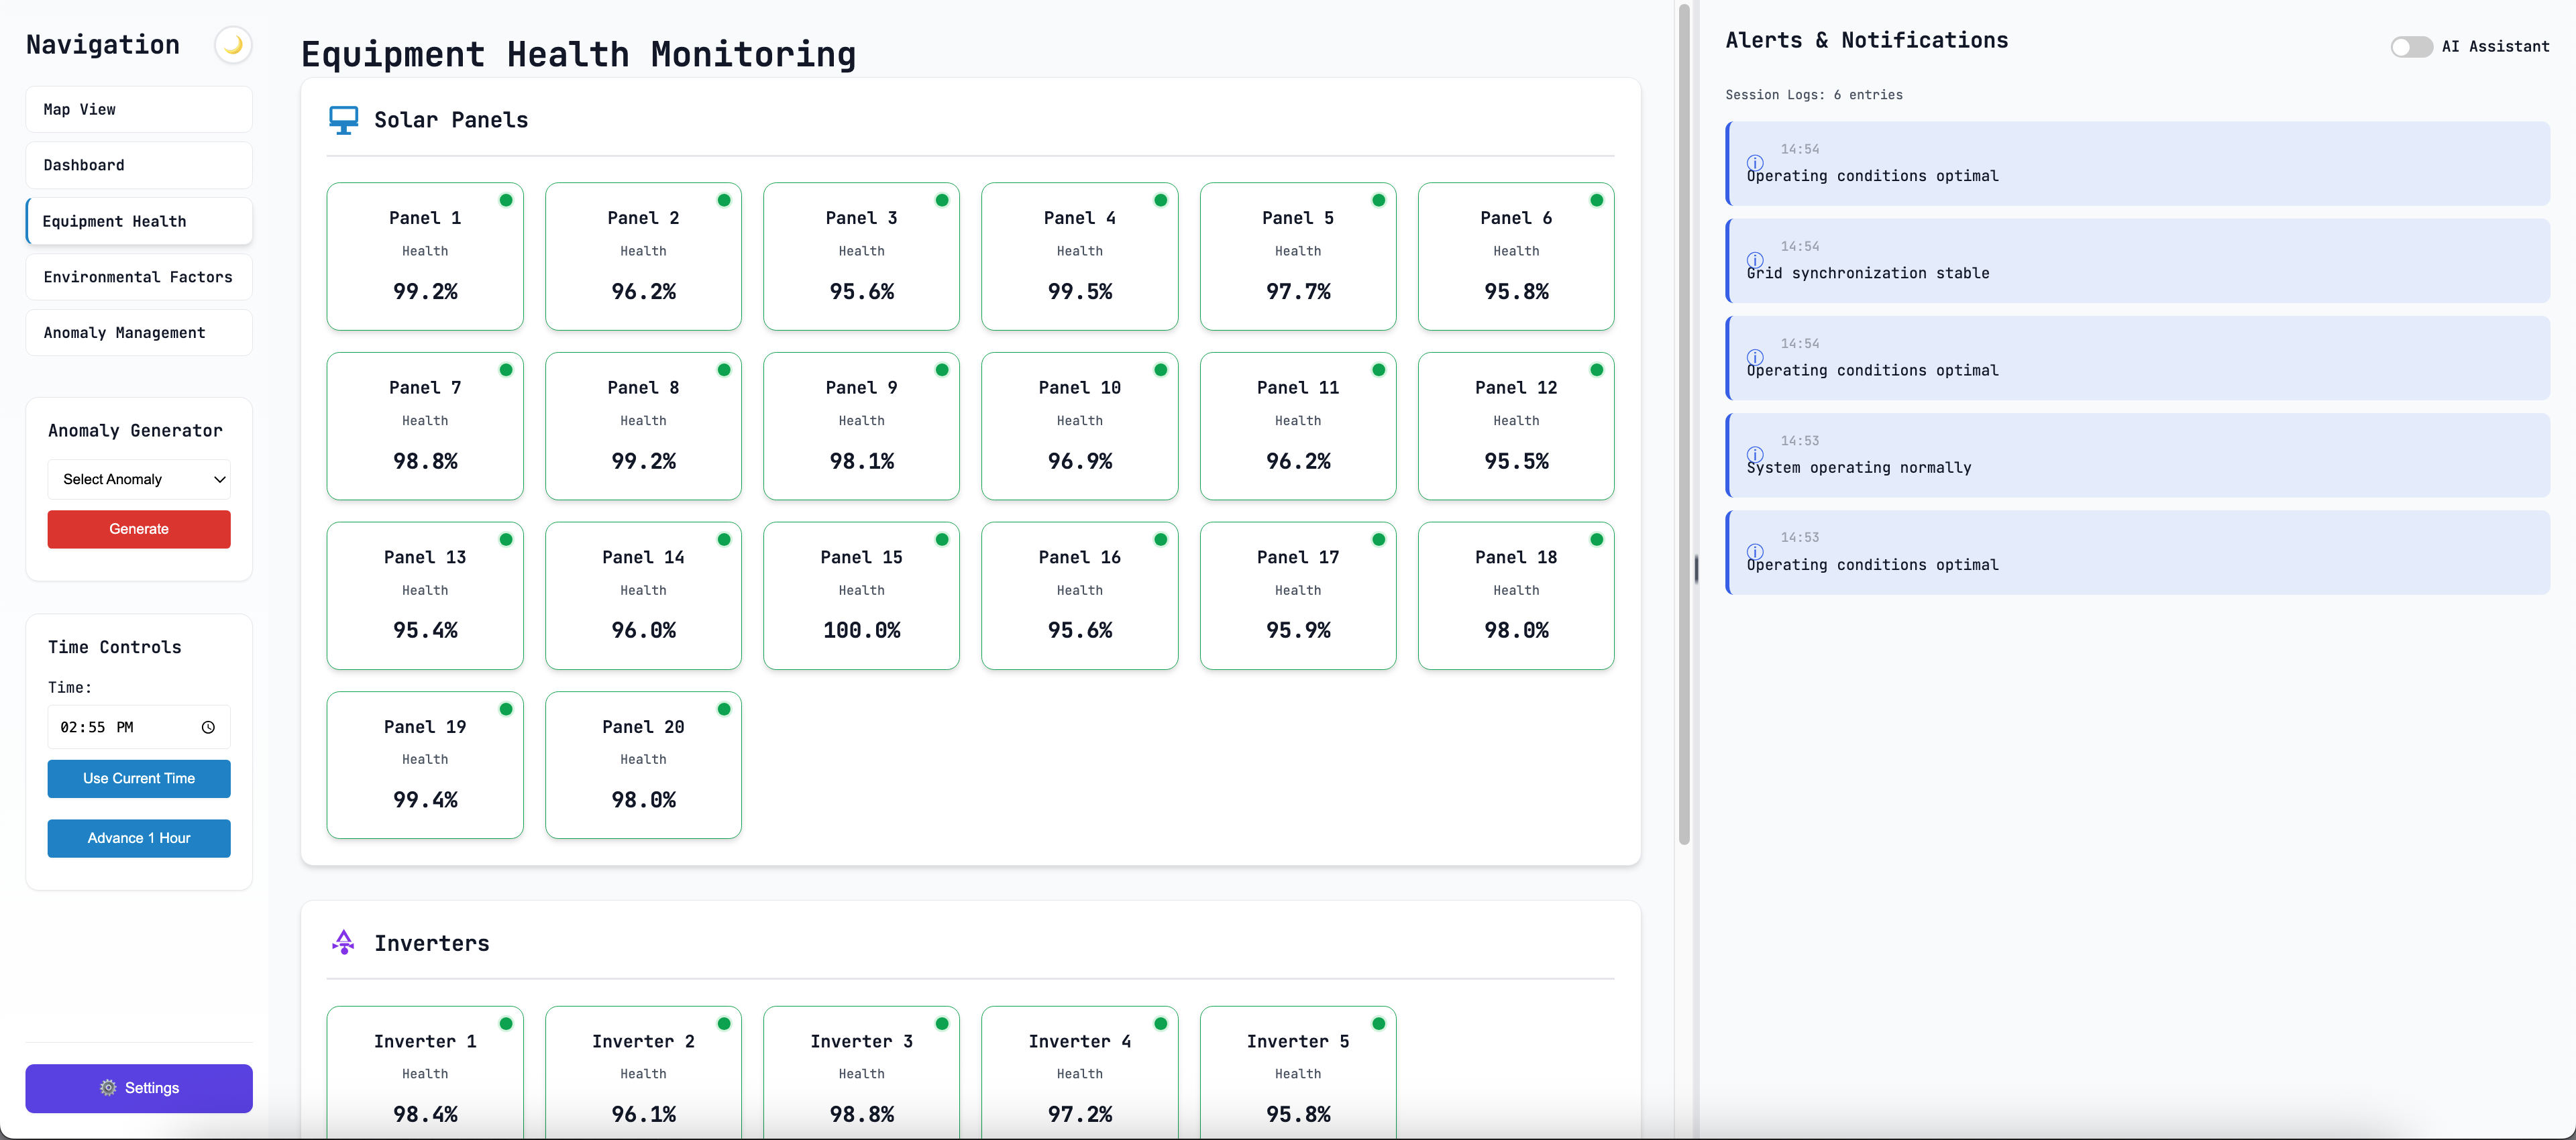 Navigation
Map View
Dashboard
Equipment Health
Environmental Factors
Anomaly Management
Anomaly Generator
Select Anomaly
Generate
Time Controls
Time:
02:55 PM
Use Current Time
Advance 1 Hour
Settings
Equipment Health Monitoring
Solar Panels
Panel 1
Health
99.2%
Panel 2
Health
96.2%
Panel 3
Health
95.6%
Panel 4
Health
99.5%
Panel 5
Health
97.7%
Panel 6
Health
95.8%
Panel 7
Health
98.8%
Panel 8
Health
99.2%
Panel 9
Health
98.1%
Panel 10
Health
96.9%
Panel 11
Health
96.2%
Panel 12
Health
95.5%
Panel 13
Health
95.4%
Panel 14
Health
96.0%
Panel 15
Health
100.0%
Panel 16
Health
95.6%
Panel 17
Health
95.9%
Panel 18
Health
98.0%
Panel 19
Health
99.4%
Panel 20
Health
98.0%
Inverters
Inverter 1
Health
98.4%
Inverter 2
Health
96.1%
Inverter 3
Health
98.8%
Inverter 4
Health
97.2%
Inverter 5
Health
95.8%
Alerts & Notifications
AI Assistant
Session Logs: 6 entries
14:54
Operating conditions optimal
14:54
Grid synchronization stable
14:54
Operating conditions optimal
14:53
System operating normally
14:53
Operating conditions optimal